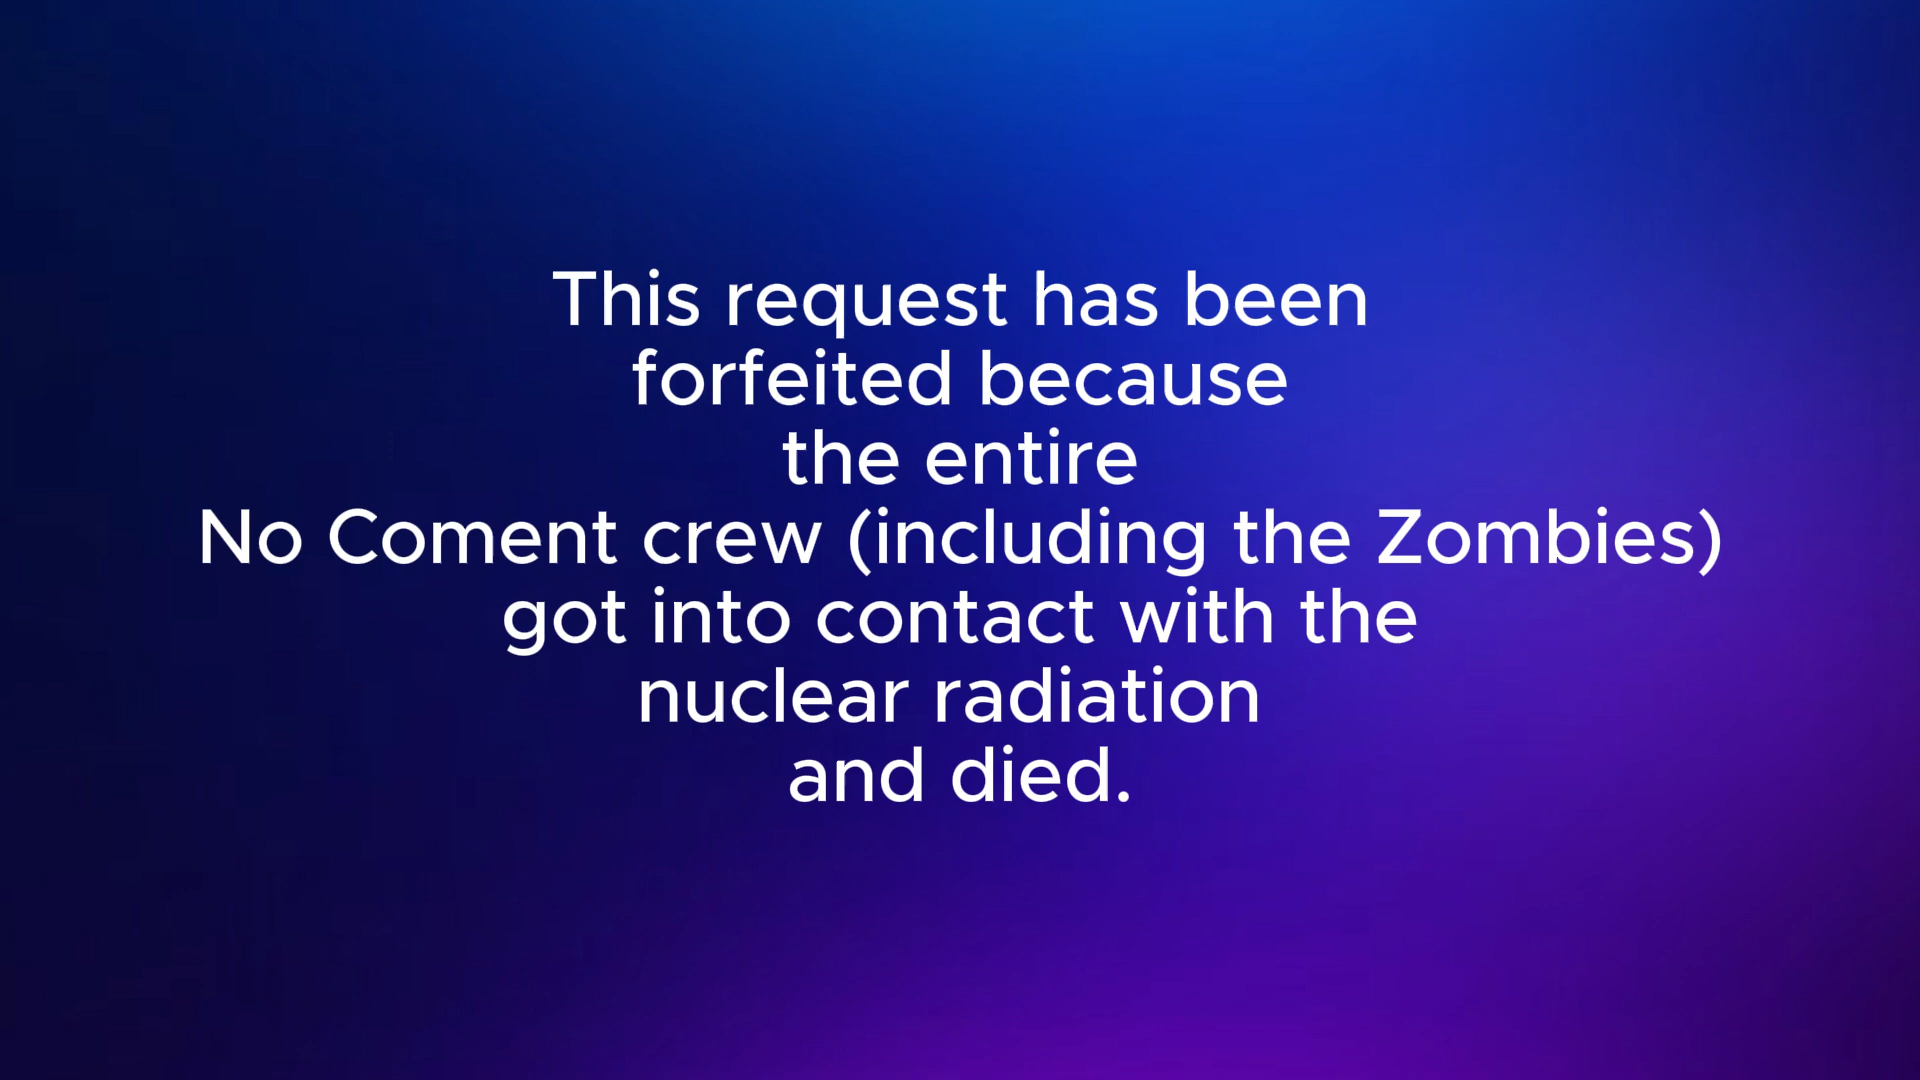 This request has been
forfeited because
the entire
No Coment crew (including the Zombies)
got into contact with the
nuclear radiation
and died.